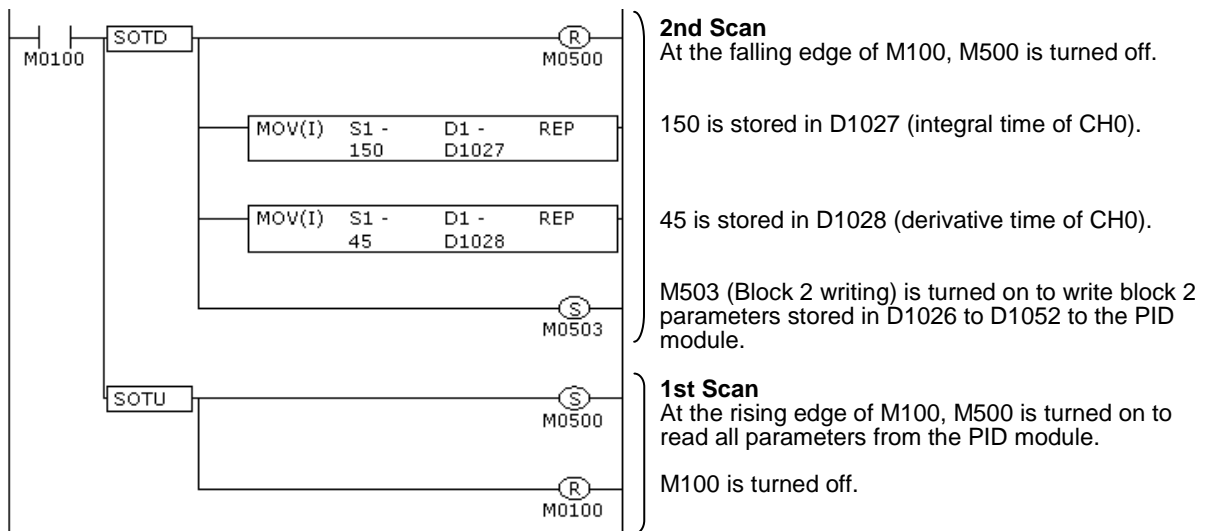 SOTD
R
M0100
M0500
MOV(I) S1 - D1 - REP
150 D1027
MOV(I) S1 - D1 - REP
45 D1028
S
M0503
SOTU
S
M0500
R
M0100
2nd Scan
At the falling edge of M100, M500 is turned off.
150 is stored in D1027 (integral time of CH0).
45 is stored in D1028 (derivative time of CH0).
M503 (Block 2 writing) is turned on to write block 2
parameters stored in D1026 to D1052 to the PID
module.
1st Scan
At the rising edge of M100, M500 is turned on to
read all parameters from the PID module.
M100 is turned off.